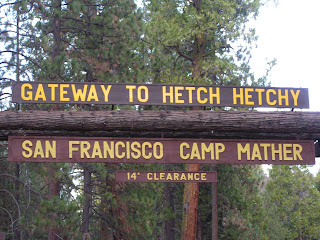 GATEWAY TO HETCH HETCHY
SAN FRANCISCO CAMP MATHER
14' CLEARANCE